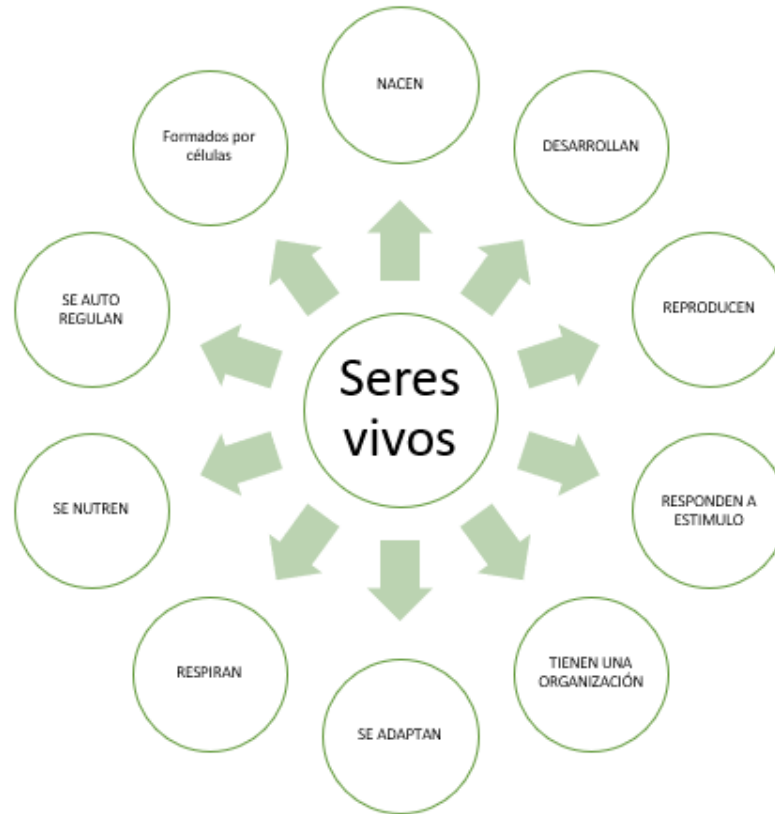 NACEN
DESARROLLAN
REPRODUCEN
RESPONDEN A
ESTIMULO
TIENEN UNA
ORGANIZACIÓN
SE ADAPTAN
RESPIRAN
SE NUTREN
SE AUTO
REGULAN
Formados por
células
Seres
vivos